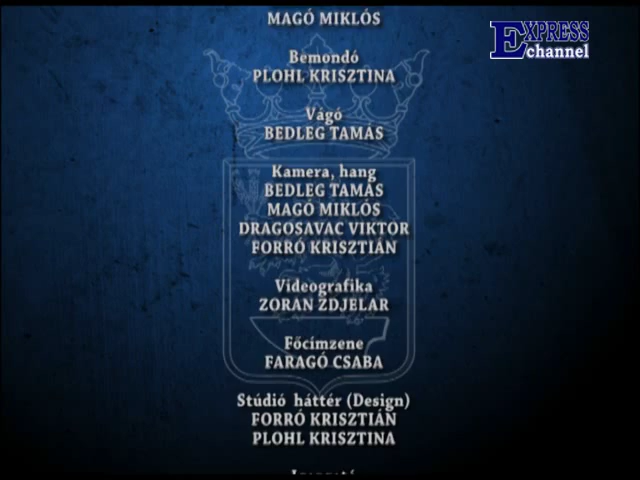 MAGÓ MIKLÓS
EXPRESS
channel
Bemondó
PLOHL KRISZTINA
Vágó
BEDLEG TAMÁS
Kamera, hang
BEDLEG TAMÁS
MAGÓ MIKLÓS
DRAGOSAVAC VIKTOR
FORRÓ KRISZTIÁN
Videografika
ZORAN ZDJELAR
Főcímzene
FARAGÓ CSABA
Stúdió háttér (Design)
FORRÓ KRISZTIÁN
PLOHL KRISZTINA